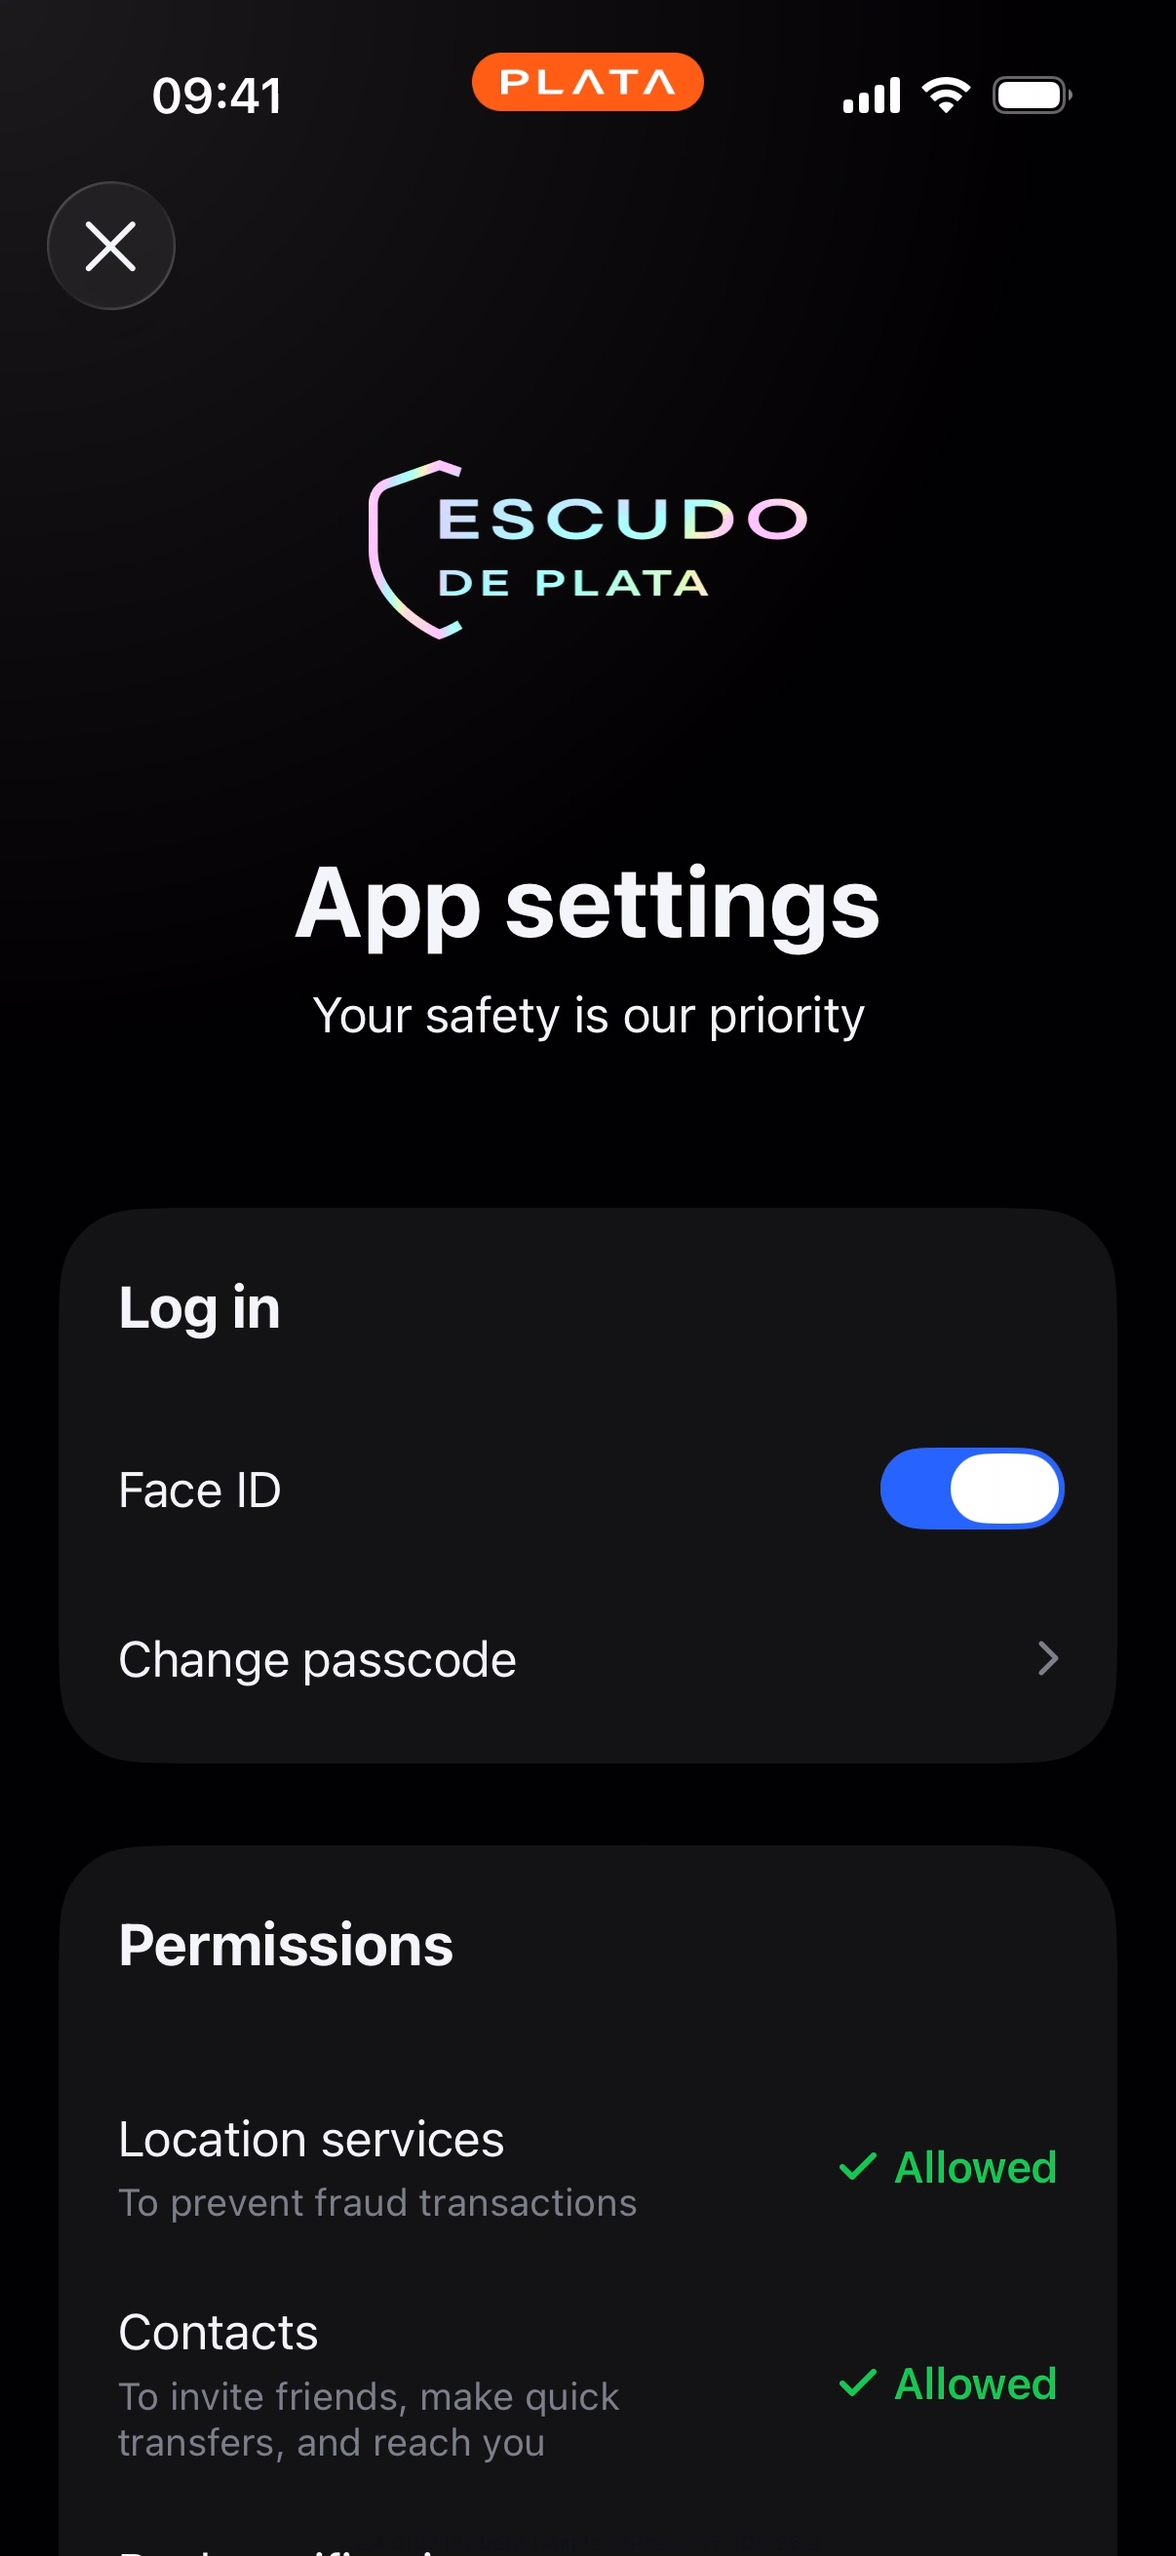 09:41
PLATA
ESCUDO
DE PLATA
App settings
Your safety is our priority
Log in
Face ID
Change passcode
Permissions
Location services
To prevent fraud transactions
Allowed
Contacts
To invite friends, make quick
transfers, and reach you
Allowed